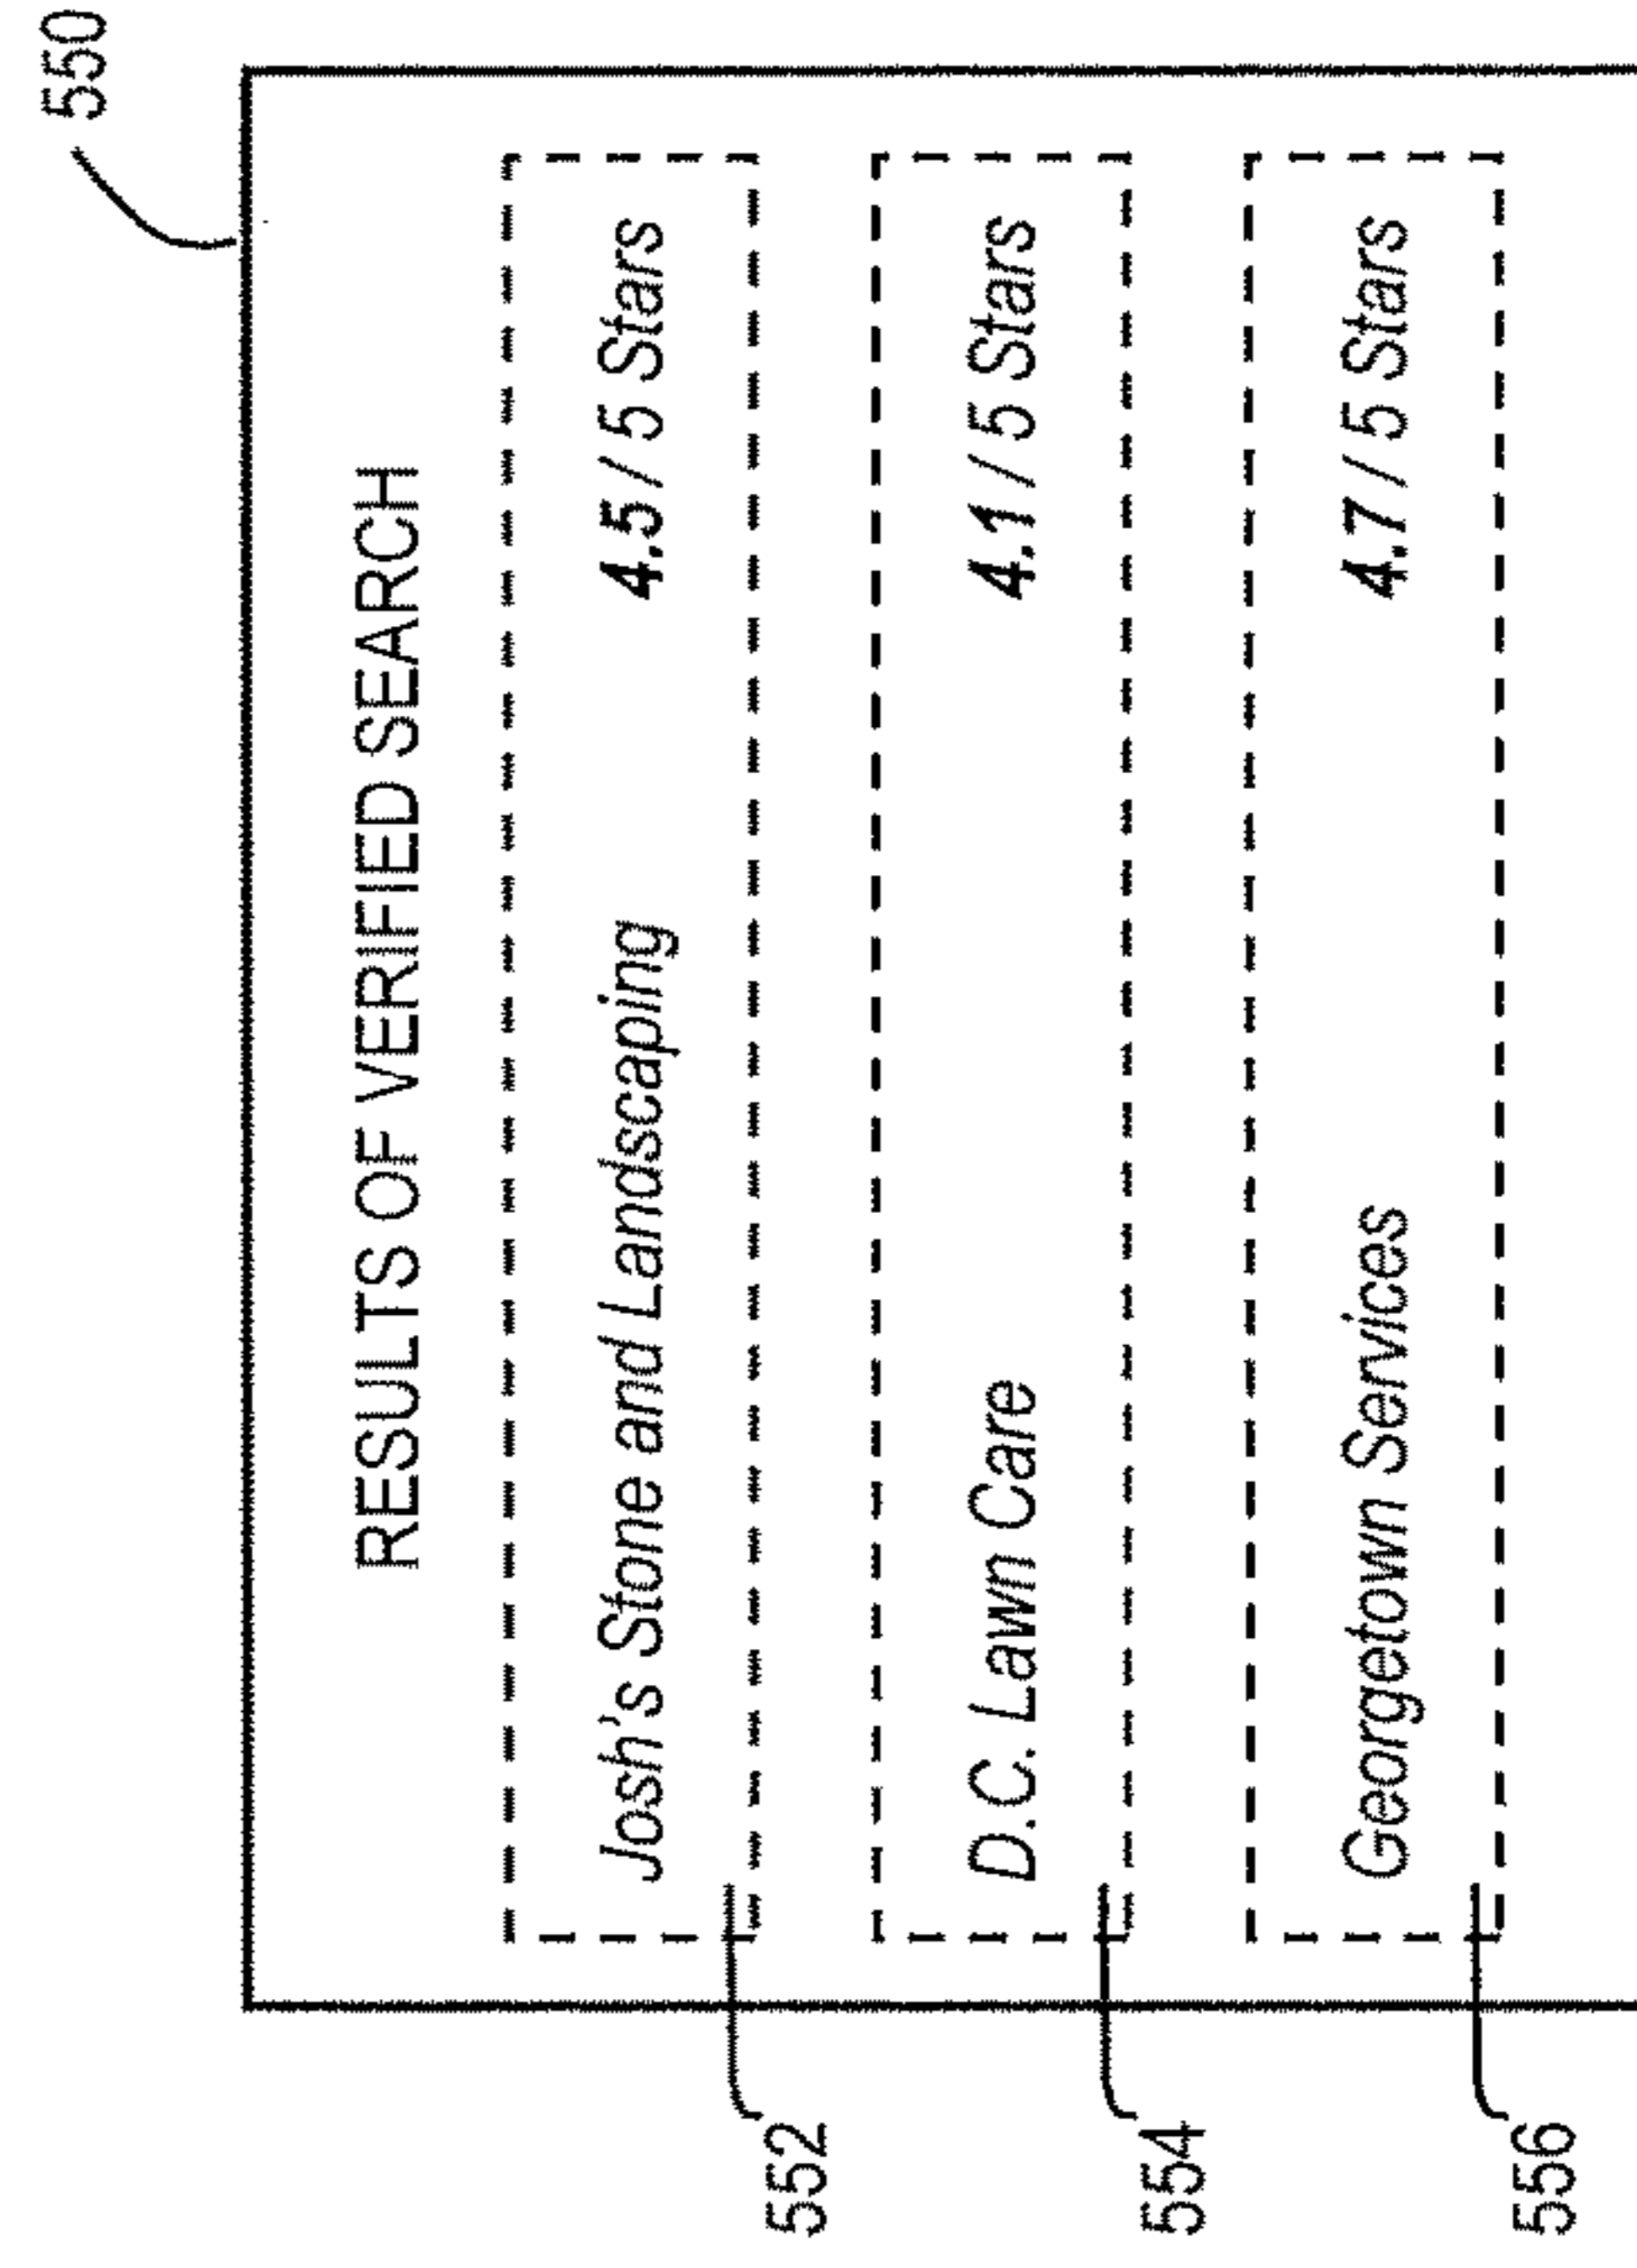 550
RESULTS OF VERIFIED SEARCH
Josh's Stone and Landscaping 4.5 / 5 Stars
552
D.C. Lawn Care 4.1 / 5 Stars
554
Georgetown Services 4.7 / 5 Stars
556